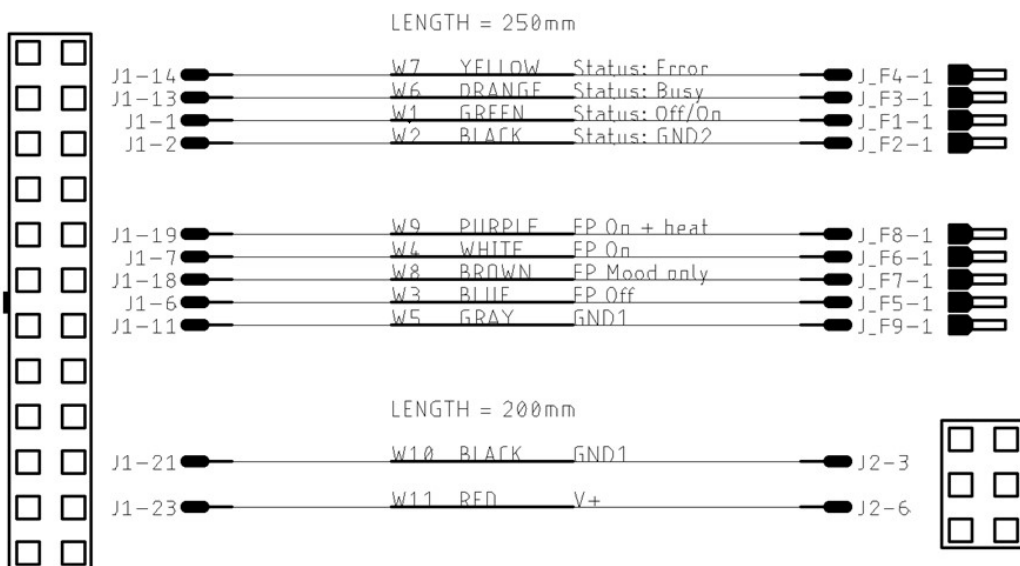 LENGTH = 250mm
J1-14 W7 YELLOW Status: Error J_F4-1
J1-13 W6 ORANGE Status: Busy J_F3-1
J1-1 W1 GREEN Status: Off/On J_F1-1
J1-2 W2 BLACK Status: GND2 J_F2-1
J1-19 W9 PURPLE FP On + heat J_F8-1
J1-7 W4 WHITE FP On J_F6-1
J1-18 W8 BROWN FP Mood only J_F7-1
J1-6 W3 BLUE FP Off J_F5-1
J1-11 W5 GRAY GND1 J_F9-1
LENGTH = 200mm
J1-21 W10 BLACK GND1 J2-3
J1-23 W11 RED V+ J2-6